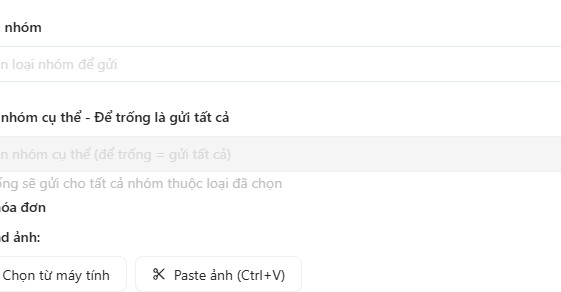 nhóm
n loại nhóm để gửi
nhóm cụ thể - Để trống là gửi tất cả
n nhóm cụ thể (để trống = gửi tất cả)
ống sẽ gửi cho tất cả nhóm thuộc loại đã chọn
óa đơn
d ảnh:
Chọn từ máy tính Paste ảnh (Ctrl+V)